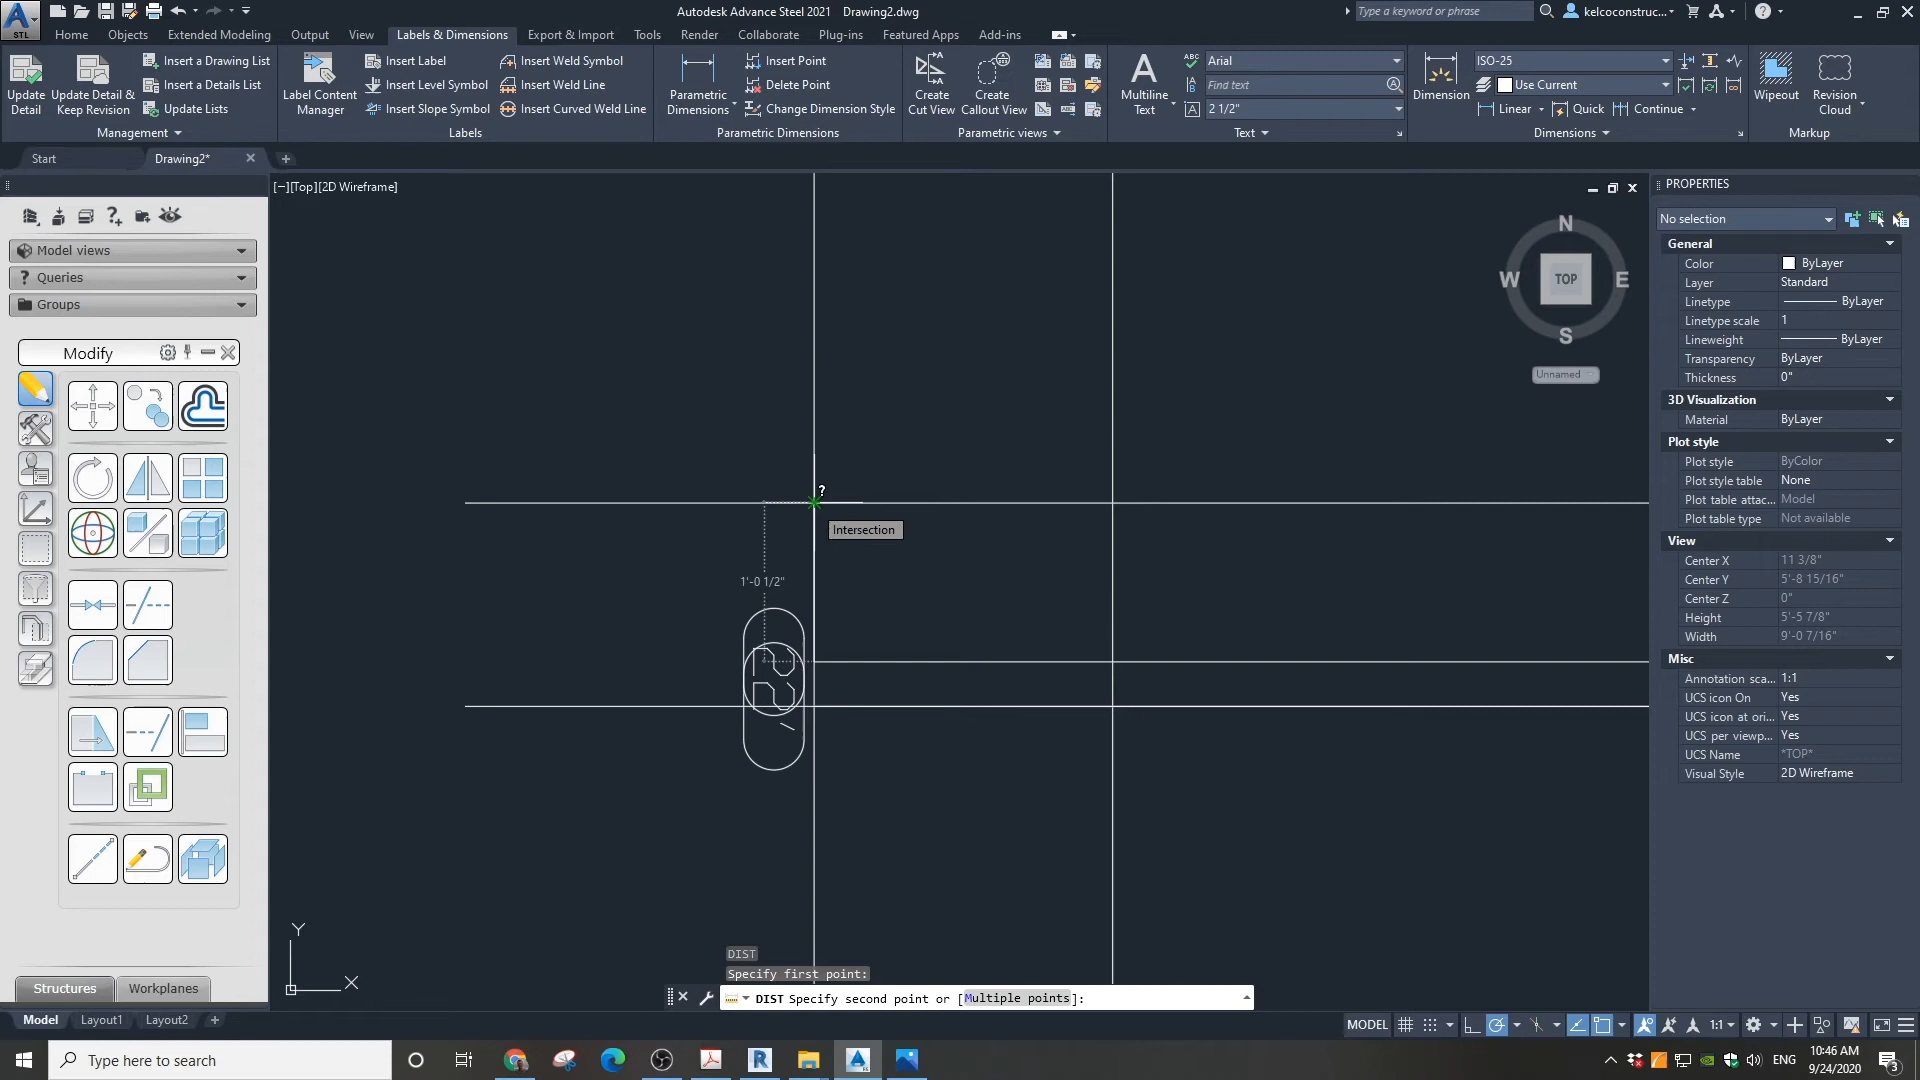 Autodesk Advance Steel 2021 Drawing2.dwg
Type a keyword or phrase
kelcoconstruc...
STL
Home Objects Extended Modeling Output View Labels & Dimensions Export & Import Tools Render Collaborate Plug-ins Featured Apps Add-ins
Update Detail
Update Detail & Keep Revision
Insert a Drawing List
Insert a Details List
Update Lists
Management
Label Content Manager
Insert Label
Insert Level Symbol
Insert Slope Symbol
Insert Weld Symbol
Insert Weld Line
Insert Curved Weld Line
Labels
Parametric Dimensions
Insert Point
Delete Point
Change Dimension Style
Parametric Dimensions
Create Cut View
Create Callout View
Parametric views
Multiline Text
ABC
Arial
Find text
2 1/2"
Text
Dimension
ISO-25
Use Current
Linear Quick Continue
Dimensions
Wipeout
Revision Cloud
Markup
Start
Drawing2*
[−][Top][2D Wireframe]
Model views
Queries
Groups
Modify
Structures
Workplanes
Intersection
1'-0 1/2"
Y
X
N
W
TOP
E
S
Unnamed
PROPERTIES
No selection
General
Color ByLayer
Layer Standard
Linetype ByLayer
Linetype scale 1
Lineweight ByLayer
Transparency ByLayer
Thickness 0"
3D Visualization
Material ByLayer
Plot style
Plot style ByColor
Plot style table None
Plot table attac... Model
Plot table type Not available
View
Center X 11 3/8"
Center Y 5'-8 15/16"
Center Z 0"
Height 5'-5 7/8"
Width 9'-0 7/16"
Misc
Annotation sca... 1:1
UCS icon On Yes
UCS icon at ori... Yes
UCS per viewp... Yes
UCS Name *TOP*
Visual Style 2D Wireframe
DIST
Specify first point:
DIST Specify second point or [Multiple points]:
Model Layout1 Layout2
MODEL
1:1
Type here to search
ENG
10:46 AM
9/24/2020
3